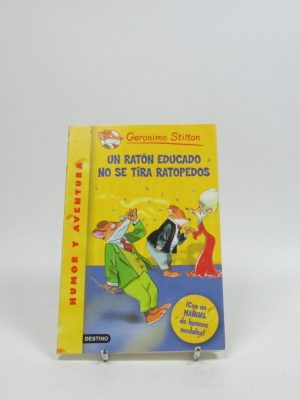 Geronimo Stilton
UN RATÓN EDUCADO
NO SE TIRA RATOPEDOS
HUMOR Y AVENTURA
¡Con un
MANUAL
de buenos
modales!
DESTINO